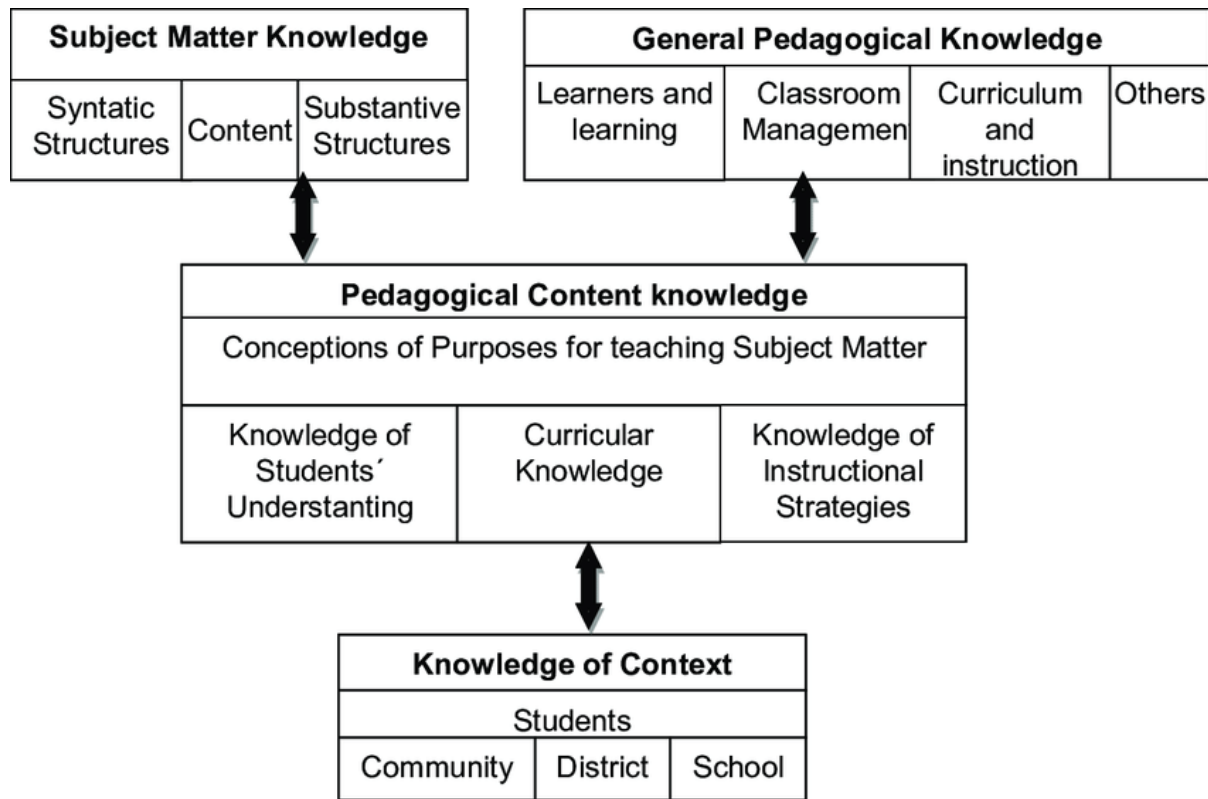 Subject Matter Knowledge
Syntatic
Structures
Content
Substantive
Structures
General Pedagogical Knowledge
Learners and
learning
Classroom
Managemen
Curriculum
and
instruction
Others
Pedagogical Content knowledge
Conceptions of Purposes for teaching Subject Matter
Knowledge of
Students´
Understanting
Curricular
Knowledge
Knowledge of
Instructional
Strategies
Knowledge of Context
Students
Community
District
School